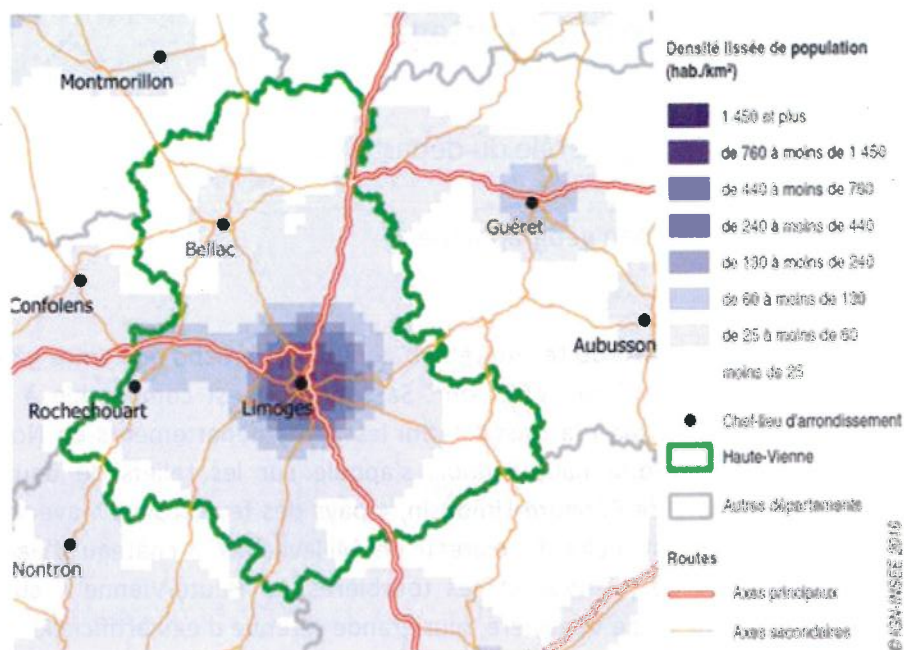 Montmorillon
Bellac
Guéret
Confolens
Aubusson
Rochechouart
Limoges
Nontron
Densité lissée de population
(hab./km²)
1 450 et plus
de 760 à moins de 1 450
de 440 à moins de 760
de 240 à moins de 440
de 130 à moins de 240
de 60 à moins de 130
de 25 à moins de 60
moins de 25
Chef-lieu d'arrondissement
Haute-Vienne
Autres départements
Routes
Axes principaux
Axes secondaires
© IGN-INSEE 2016